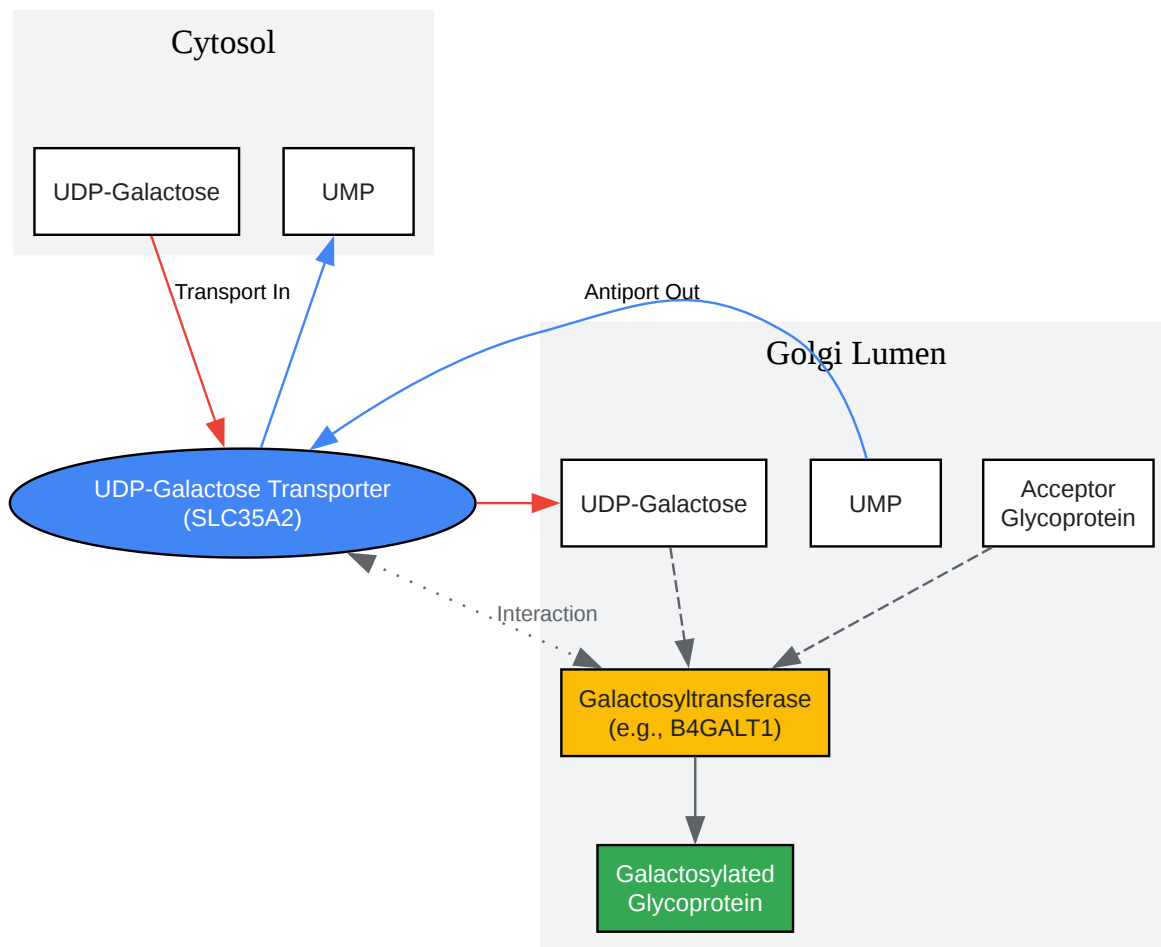 Cytosol
UDP-Galactose
UMP
Transport In
Antiport Out
Golgi Lumen
UDP-Galactose Transporter
(SLC35A2)
UDP-Galactose
UMP
Acceptor
Glycoprotein
Interaction
Galactosyltransferase
(e.g., B4GALT1)
Galactosylated
Glycoprotein